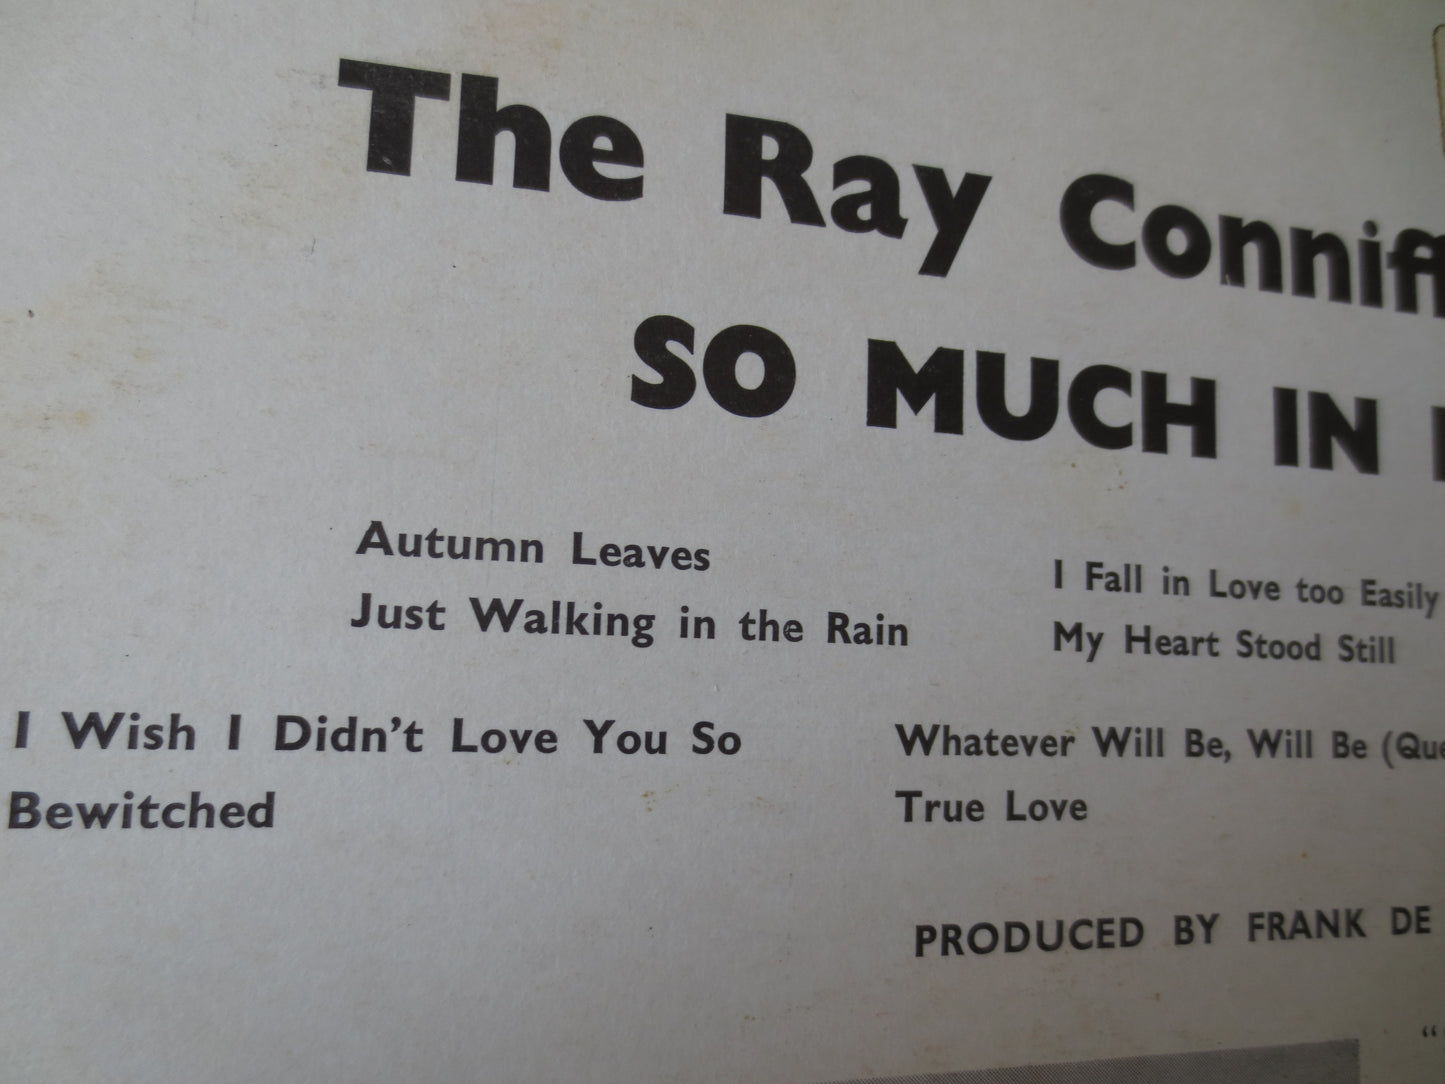 The Ray Conniff
SO MUCH IN
Autumn Leaves
Just Walking in the Rain
I Fall in Love too Easily
My Heart Stood Still
I Wish I Didn't Love You So
Bewitched
Whatever Will Be, Will Be (Que
True Love
PRODUCED BY FRANK DE
"